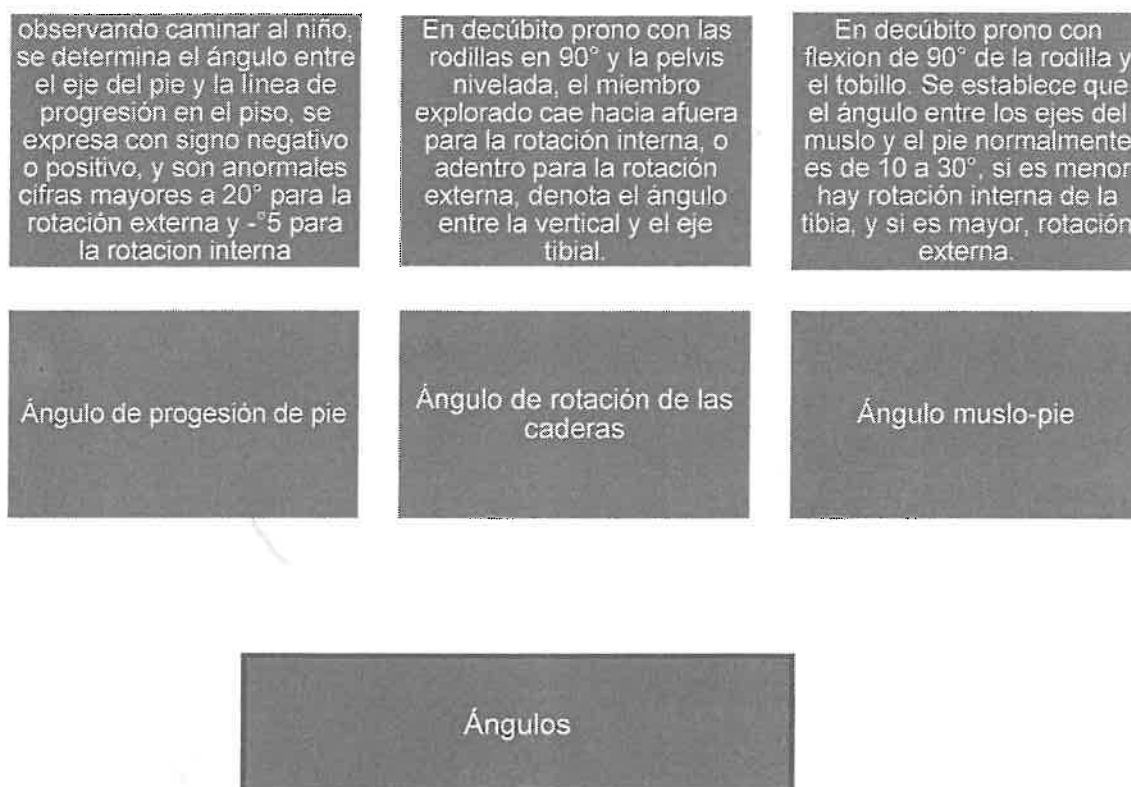 observando caminar al niño,
se determina el ángulo entre
el eje del pie y la linea de
progresión en el piso, se
expresa con signo negativo
o positivo, y son anormales
cifras mayores a 20° para la
rotación externa y -°5 para
la rotacion interna
En decúbito prono con las
rodillas en 90° y la pelvis
nivelada, el miembro
explorado cae hacia afuera
para la rotación interna, o
adentro para la rotación
externa, denota el ángulo
entre la vertical y el eje
tibial.
En decúbito prono con
flexion de 90° de la rodilla y
el tobillo. Se establece que
el ángulo entre los ejes del
muslo y el pie normalmente
es de 10 a 30°, si es menor
hay rotación interna de la
tibia, y si es mayor, rotación
externa.
Ángulo de progesión de pie
Ángulo de rotación de las
caderas
Ángulo muslo-pie
Ángulos